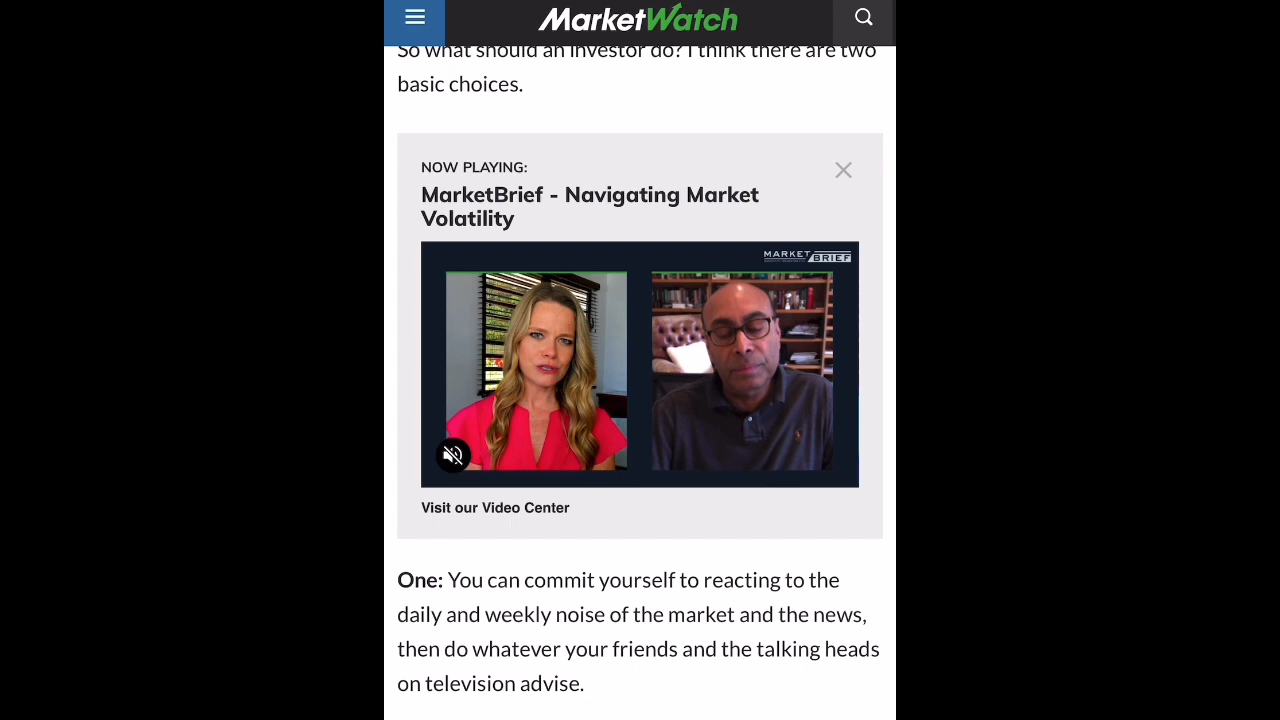 MarketWatch
So what should an investor do? I think there are two
basic choices.
NOW PLAYING:
MarketBrief - Navigating Market
Volatility
MARKET
BRIEF
Visit our Video Center
One: You can commit yourself to reacting to the
daily and weekly noise of the market and the news,
then do whatever your friends and the talking heads
on television advise.